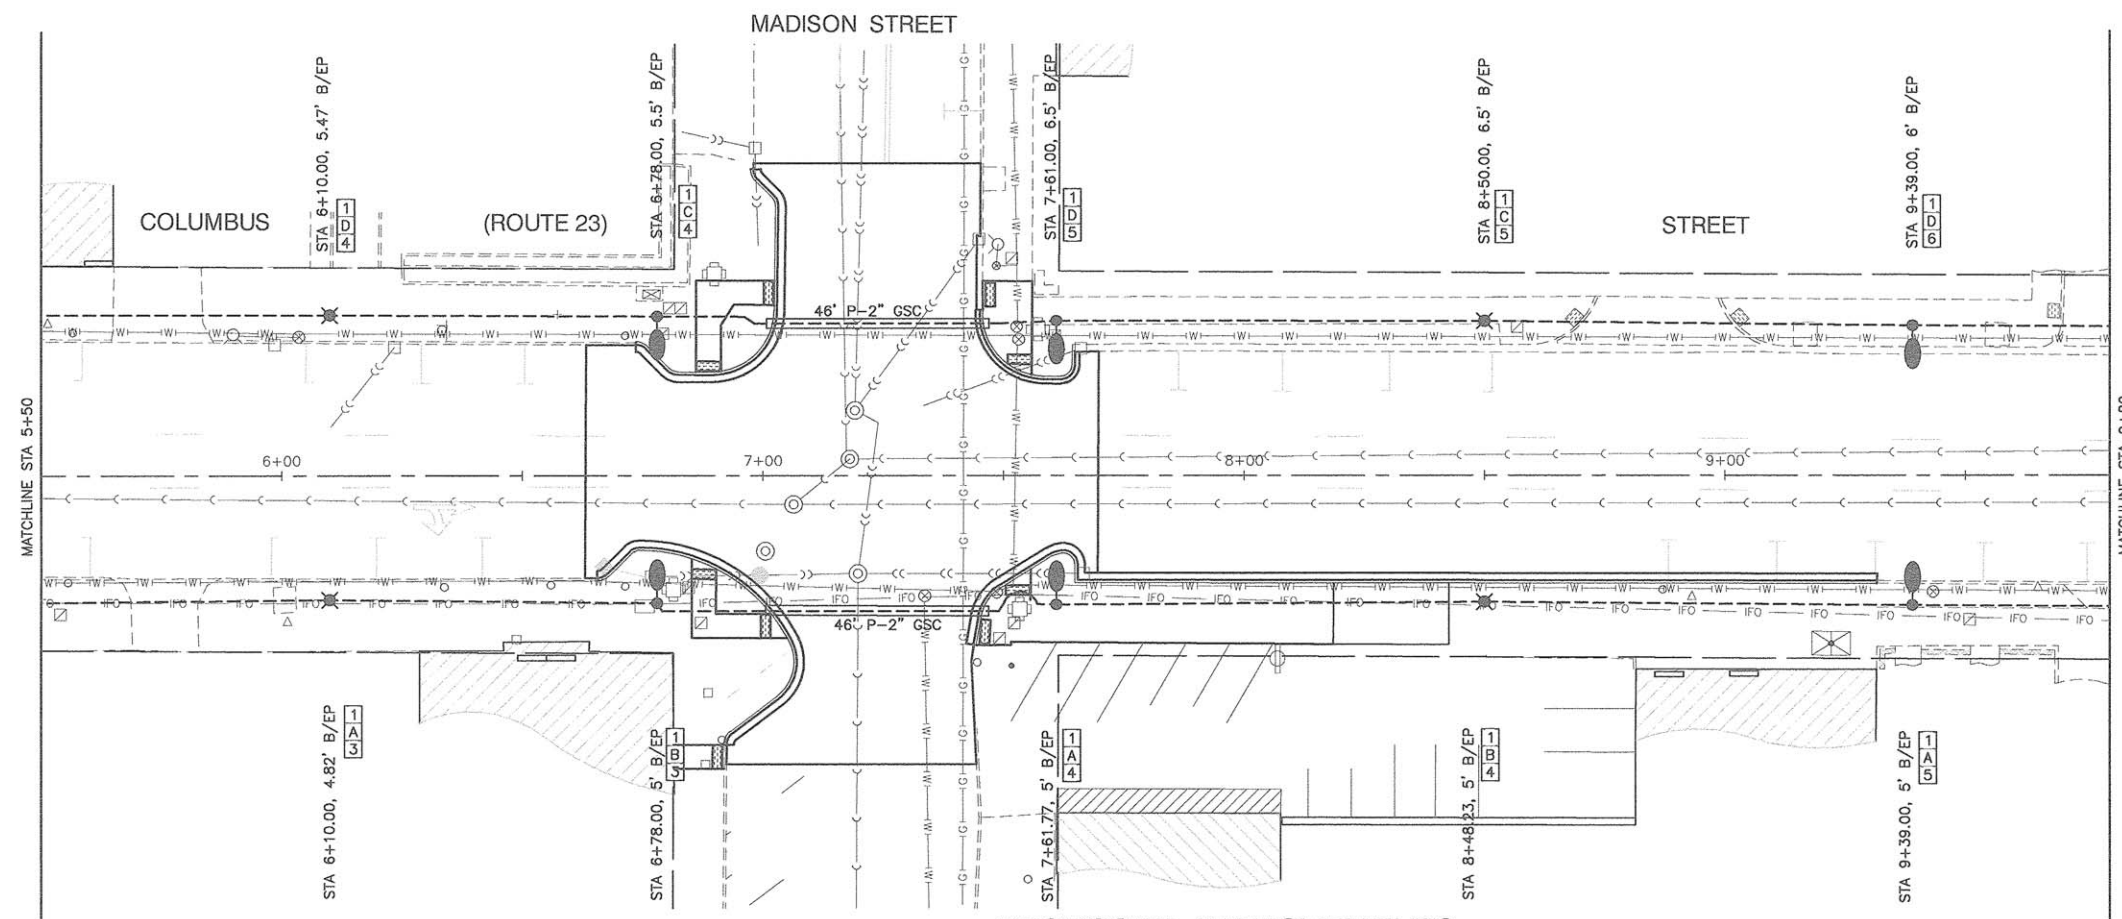 MADISON STREET
COLUMBUS
(ROUTE 23)
STREET
STA 6+10.00, 5.47' B/EP
1
D
4
STA 6+78.00, 5.5' B/EP
1
C
4
STA 7+61.00, 6.5' B/EP
1
D
5
STA 8+50.00, 6.5' B/EP
1
C
5
STA 9+39.00, 6' B/EP
1
D
6
46' P-2" GSC
MATCHLINE STA 5+50
6+00
7+00
8+00
9+00
MATCHLINE STA
46' P-2" GSC
STA 6+10.00, 4.82' B/EP
1
A
3
STA 6+78.00, 5' B/EP
1
B
3
STA 7+61.77, 5' B/EP
1
A
4
STA 8+48.23, 5' B/EP
1
B
4
STA 9+39.00, 5' B/EP
1
A
5